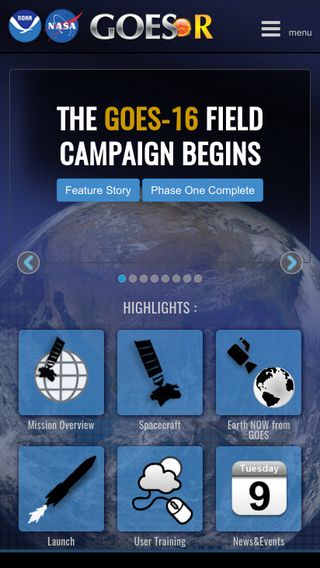 NOAA
NASA
GOES-R
menu
THE GOES-16 FIELD
CAMPAIGN BEGINS
Feature Story
Phase One Complete
HIGHLIGHTS :
Mission Overview
Spacecraft
Earth NOW from
GOES
Launch
User Training
Tuesday
9
News&Events